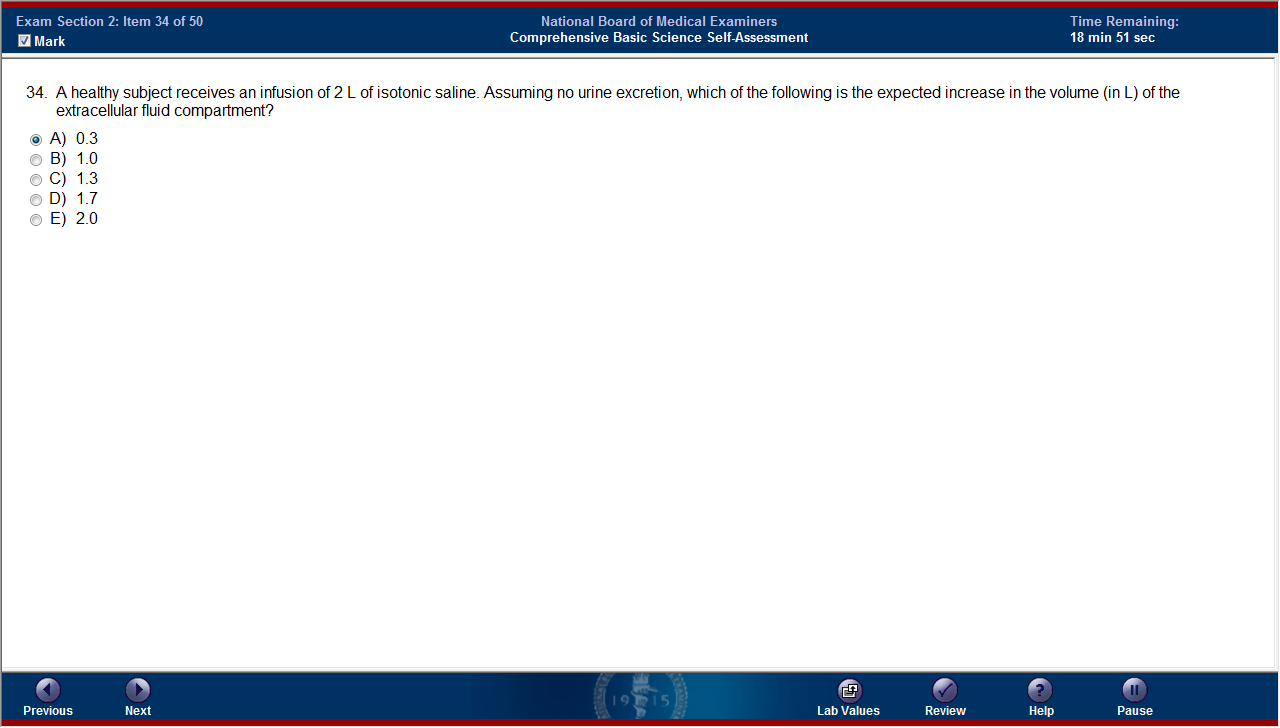 Exam Section 2: Item 34 of 50
National Board of Medical Examiners
Time Remaining:
Mark
Comprehensive Basic Science Self-Assessment
18 min 51 sec
34. A healthy subject receives an infusion of 2 L of isotonic saline. Assuming no urine excretion, which of the following is the expected increase in the volume (in L) of the
extracellular fluid compartment?
A) 0.3
B) 1.0
C) 1.3
D) 1.7
E) 2.0
1915
Previous
Next
Lab Values
Review
Help
Pause